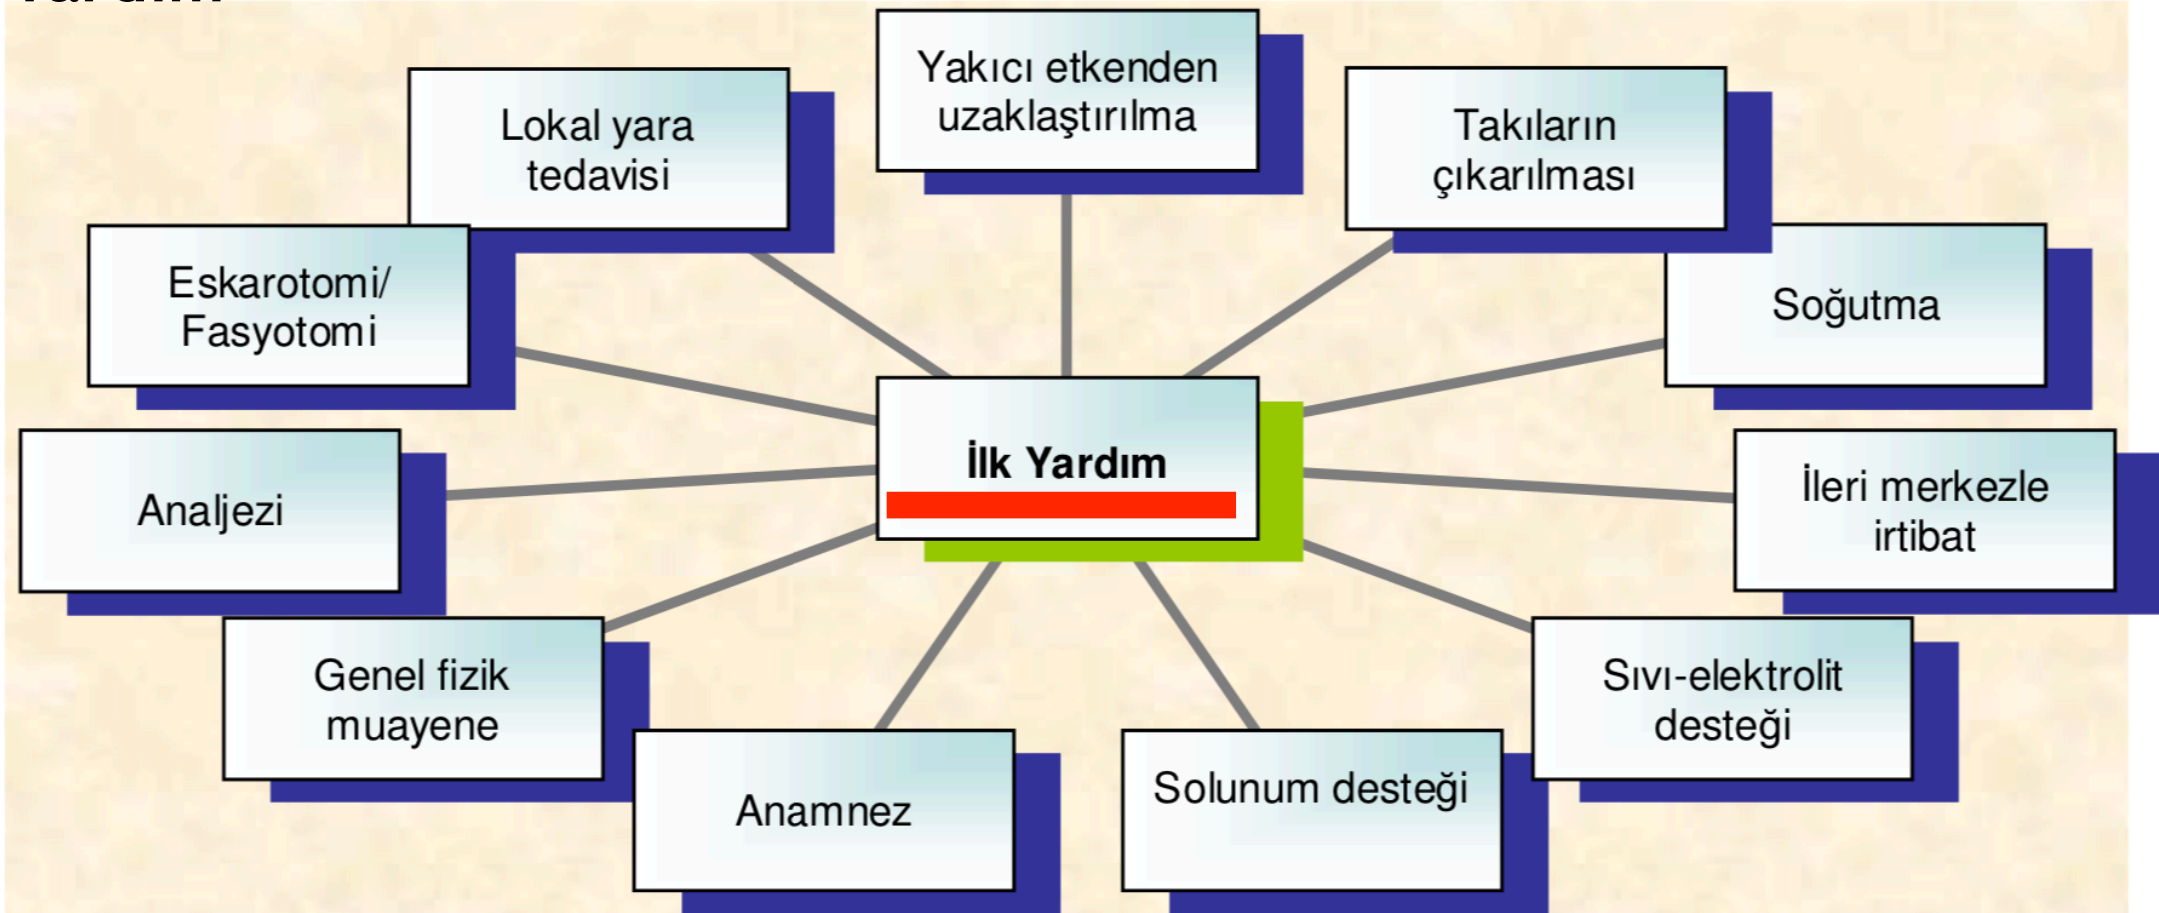 Yakıcı etkenden
uzaklaştırılma
Takıların
çıkarılması
Soğutma
İleri merkezle
irtibat
Sıvı-elektrolit
desteği
Solunum desteği
Anamnez
Genel fizik
muayene
Analjezi
Eskarotomi/
Fasyotomi
Lokal yara
tedavisi
İlk Yardım